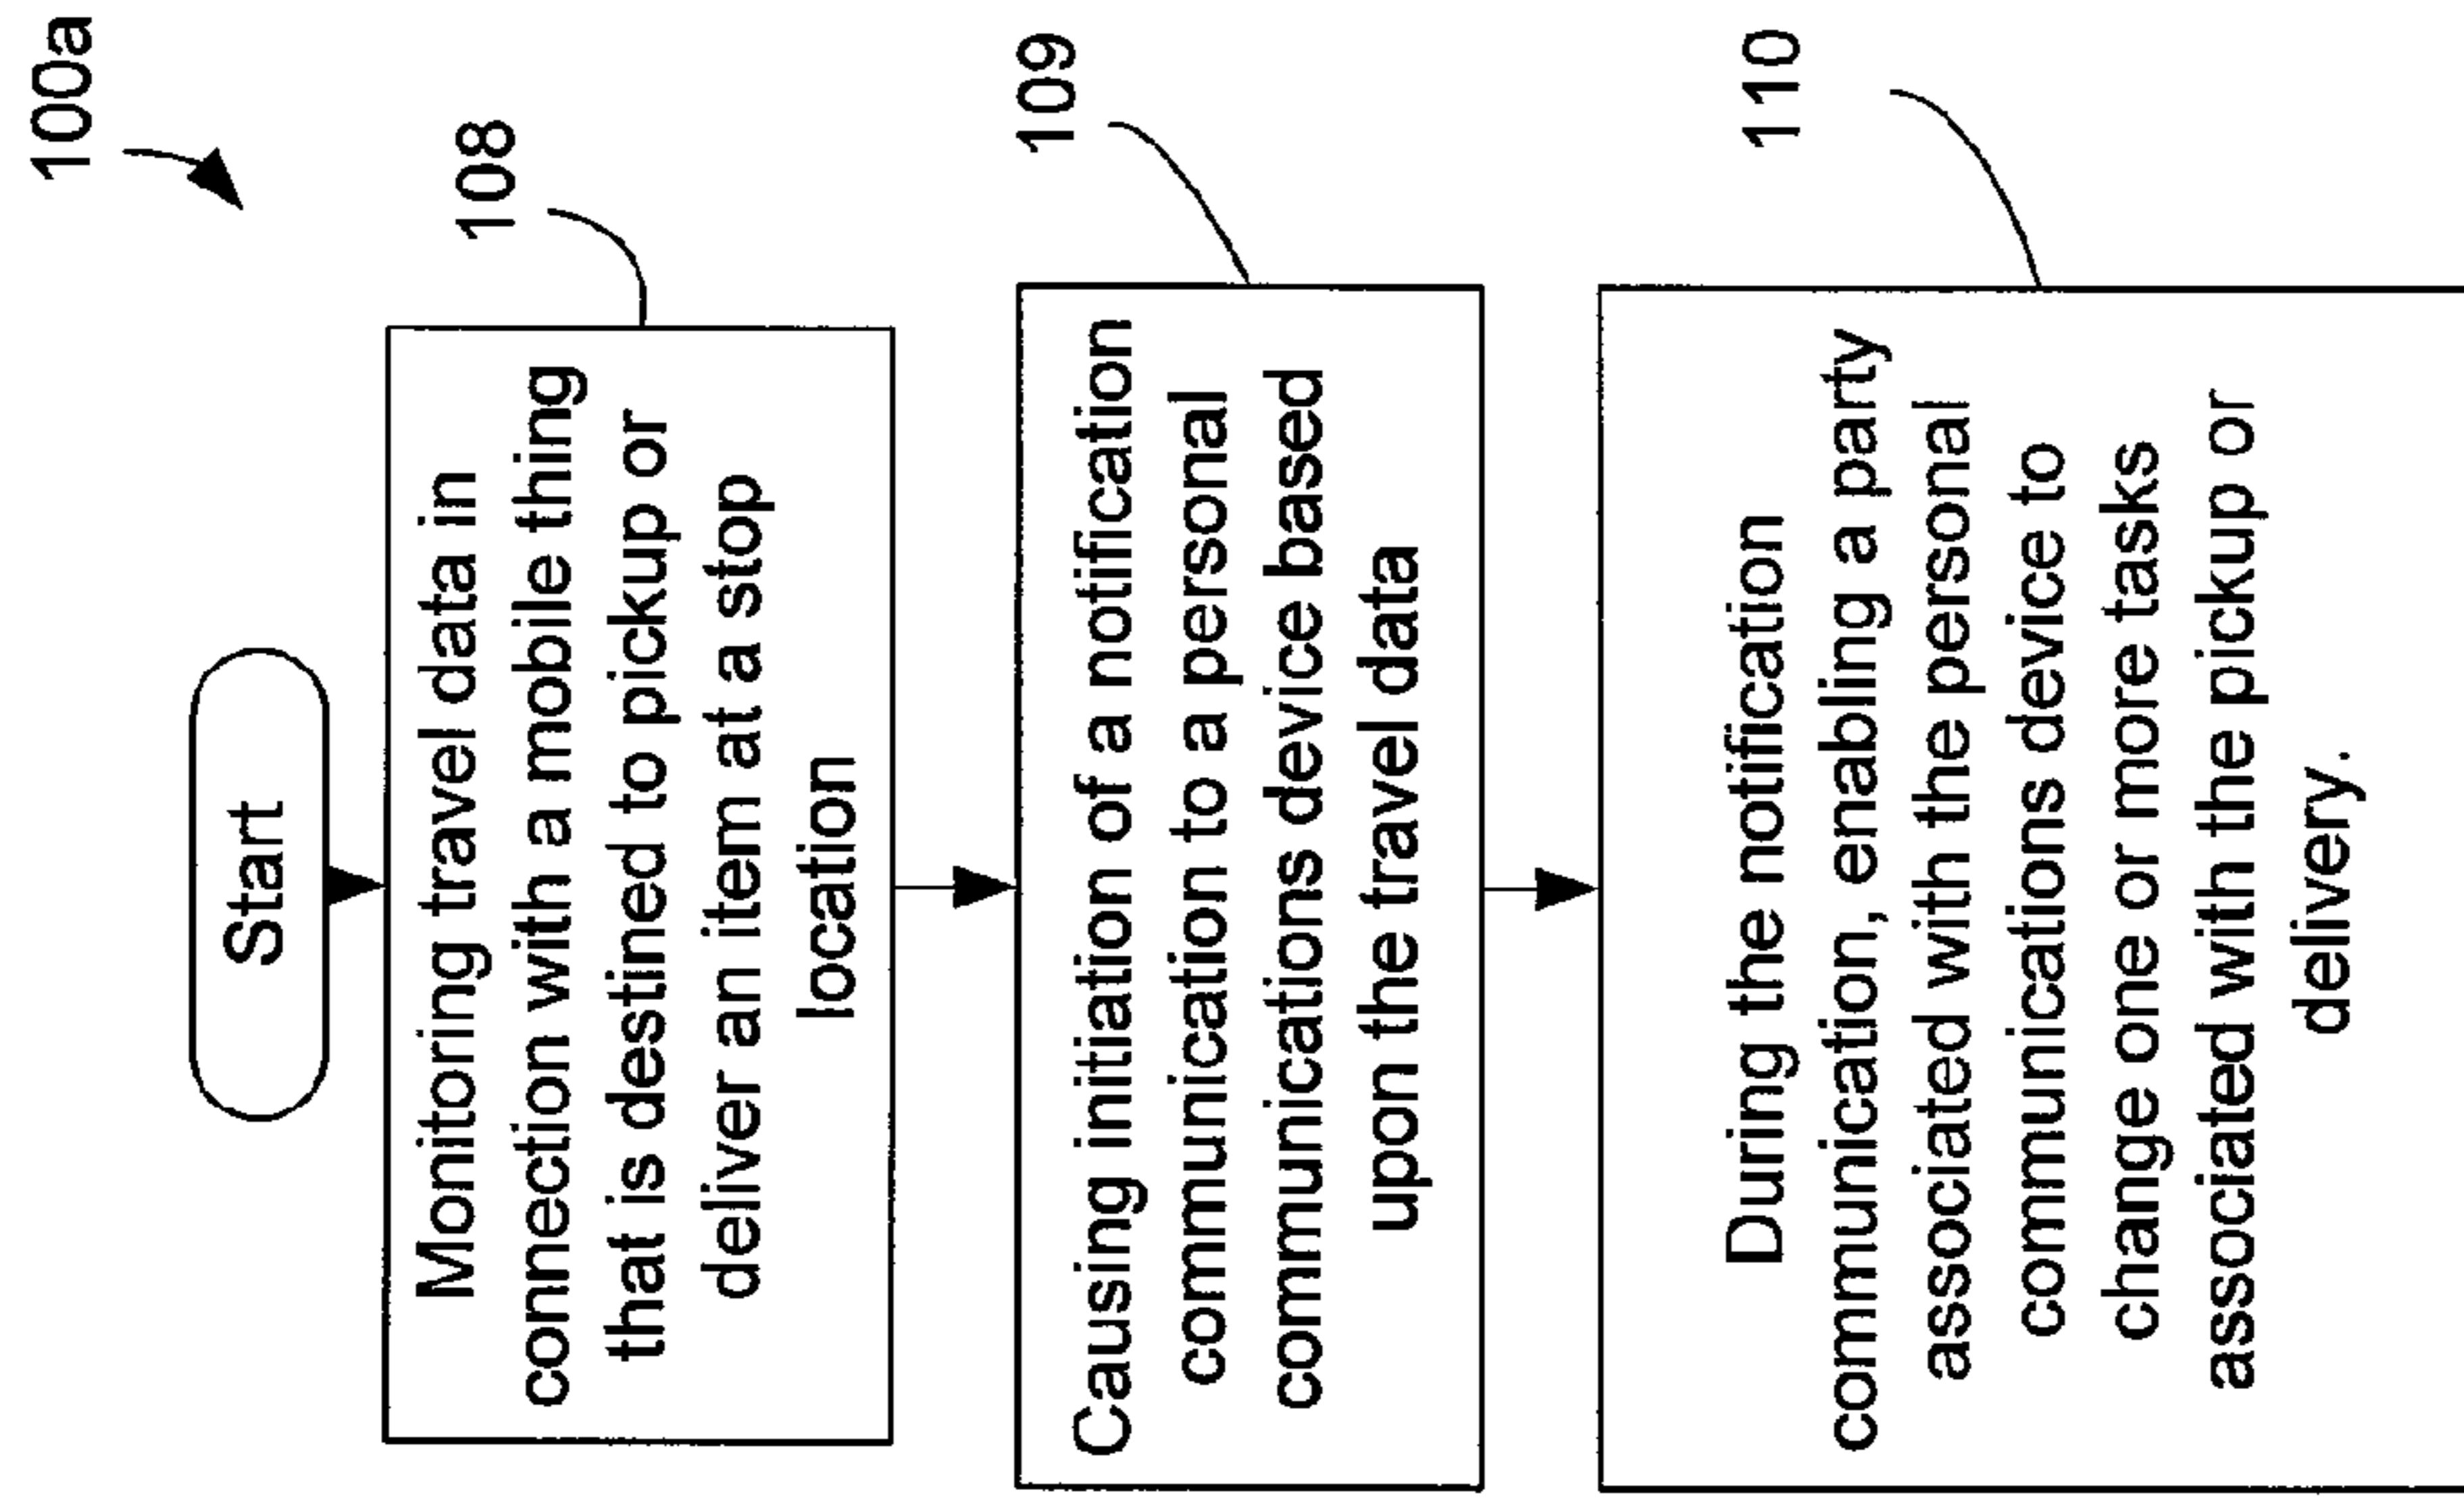 100a
Start
108
Monitoring travel data in
connection with a mobile thing
that is destined to pickup or
deliver an item at a stop
location
109
Causing initiation of a notification
communication to a personal
communications device based
upon the travel data
110
During the notification
communication, enabling a party
associated with the personal
communications device to
change one or more tasks
associated with the pickup or
delivery.